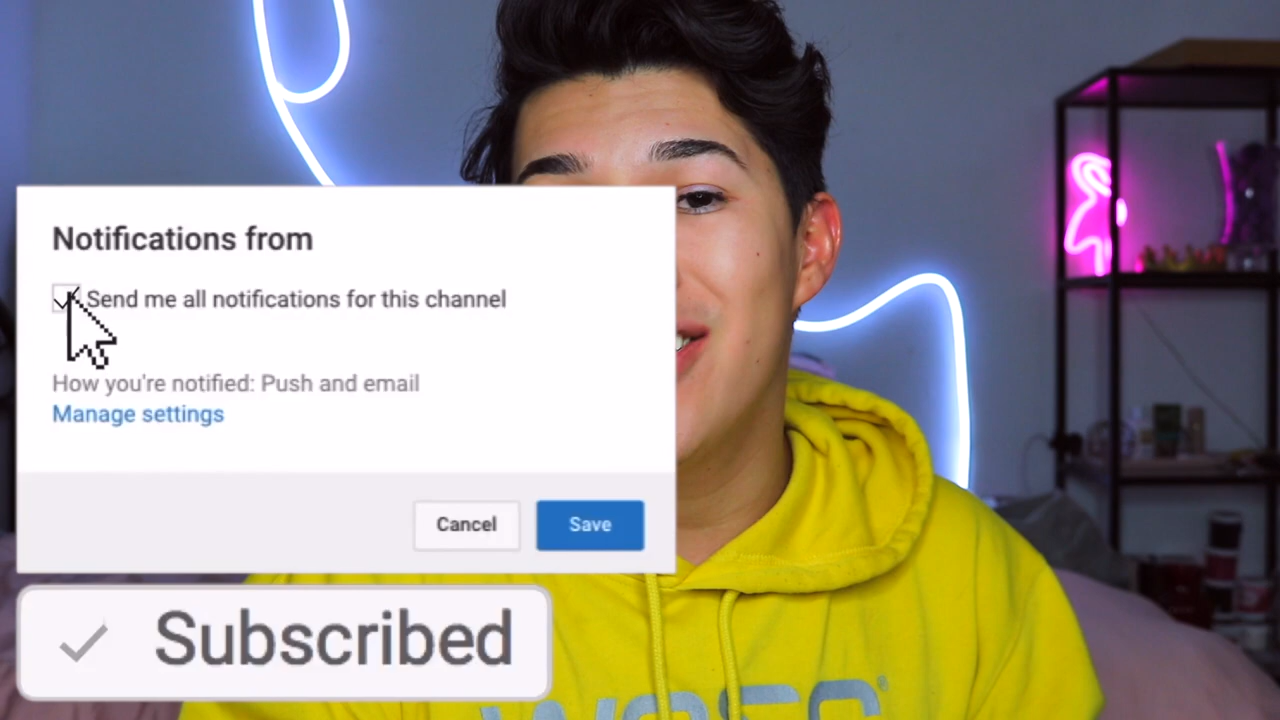 Notifications from
Send me all notifications for this channel
How you're notified: Push and email
Manage settings
Cancel
Save
Subscribed